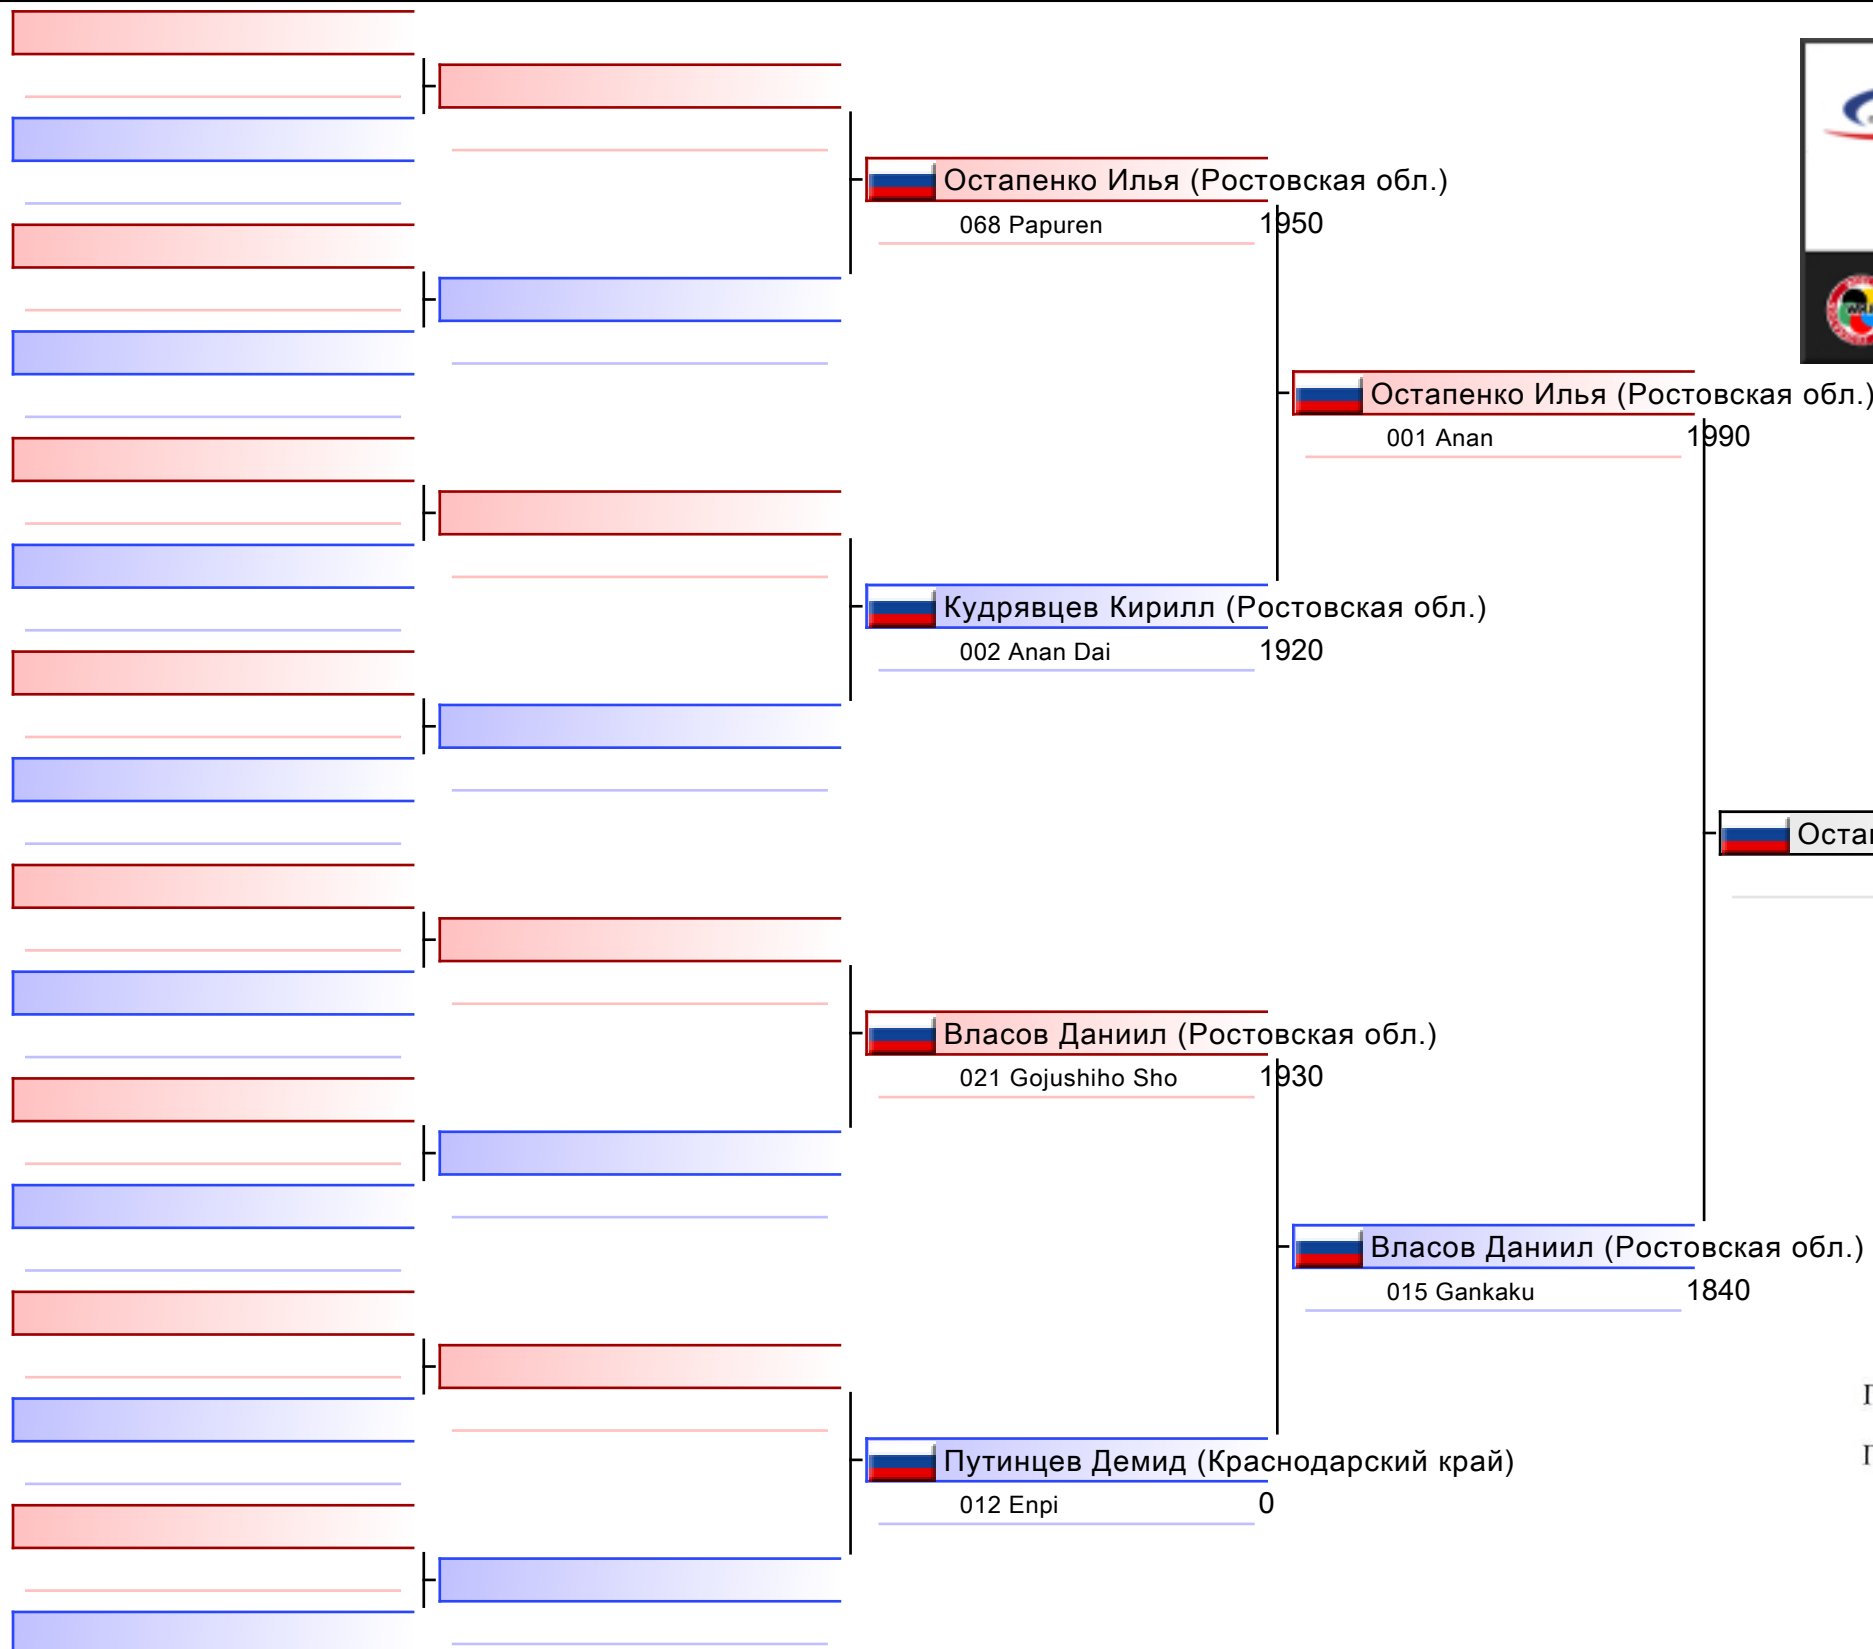 Остапенко Илья (Ростовская обл.)
068 Papuren 1950
Остапенко Илья (Ростовская обл.)
001 Anan 1990
Кудрявцев Кирилл (Ростовская обл.)
002 Anan Dai 1920
Власов Даниил (Ростовская обл.)
021 Gojushiho Sho 1930
Власов Даниил (Ростовская обл.)
015 Gankaku 1840
Путинцев Демид (Краснодарский край)
012 Enpi 0